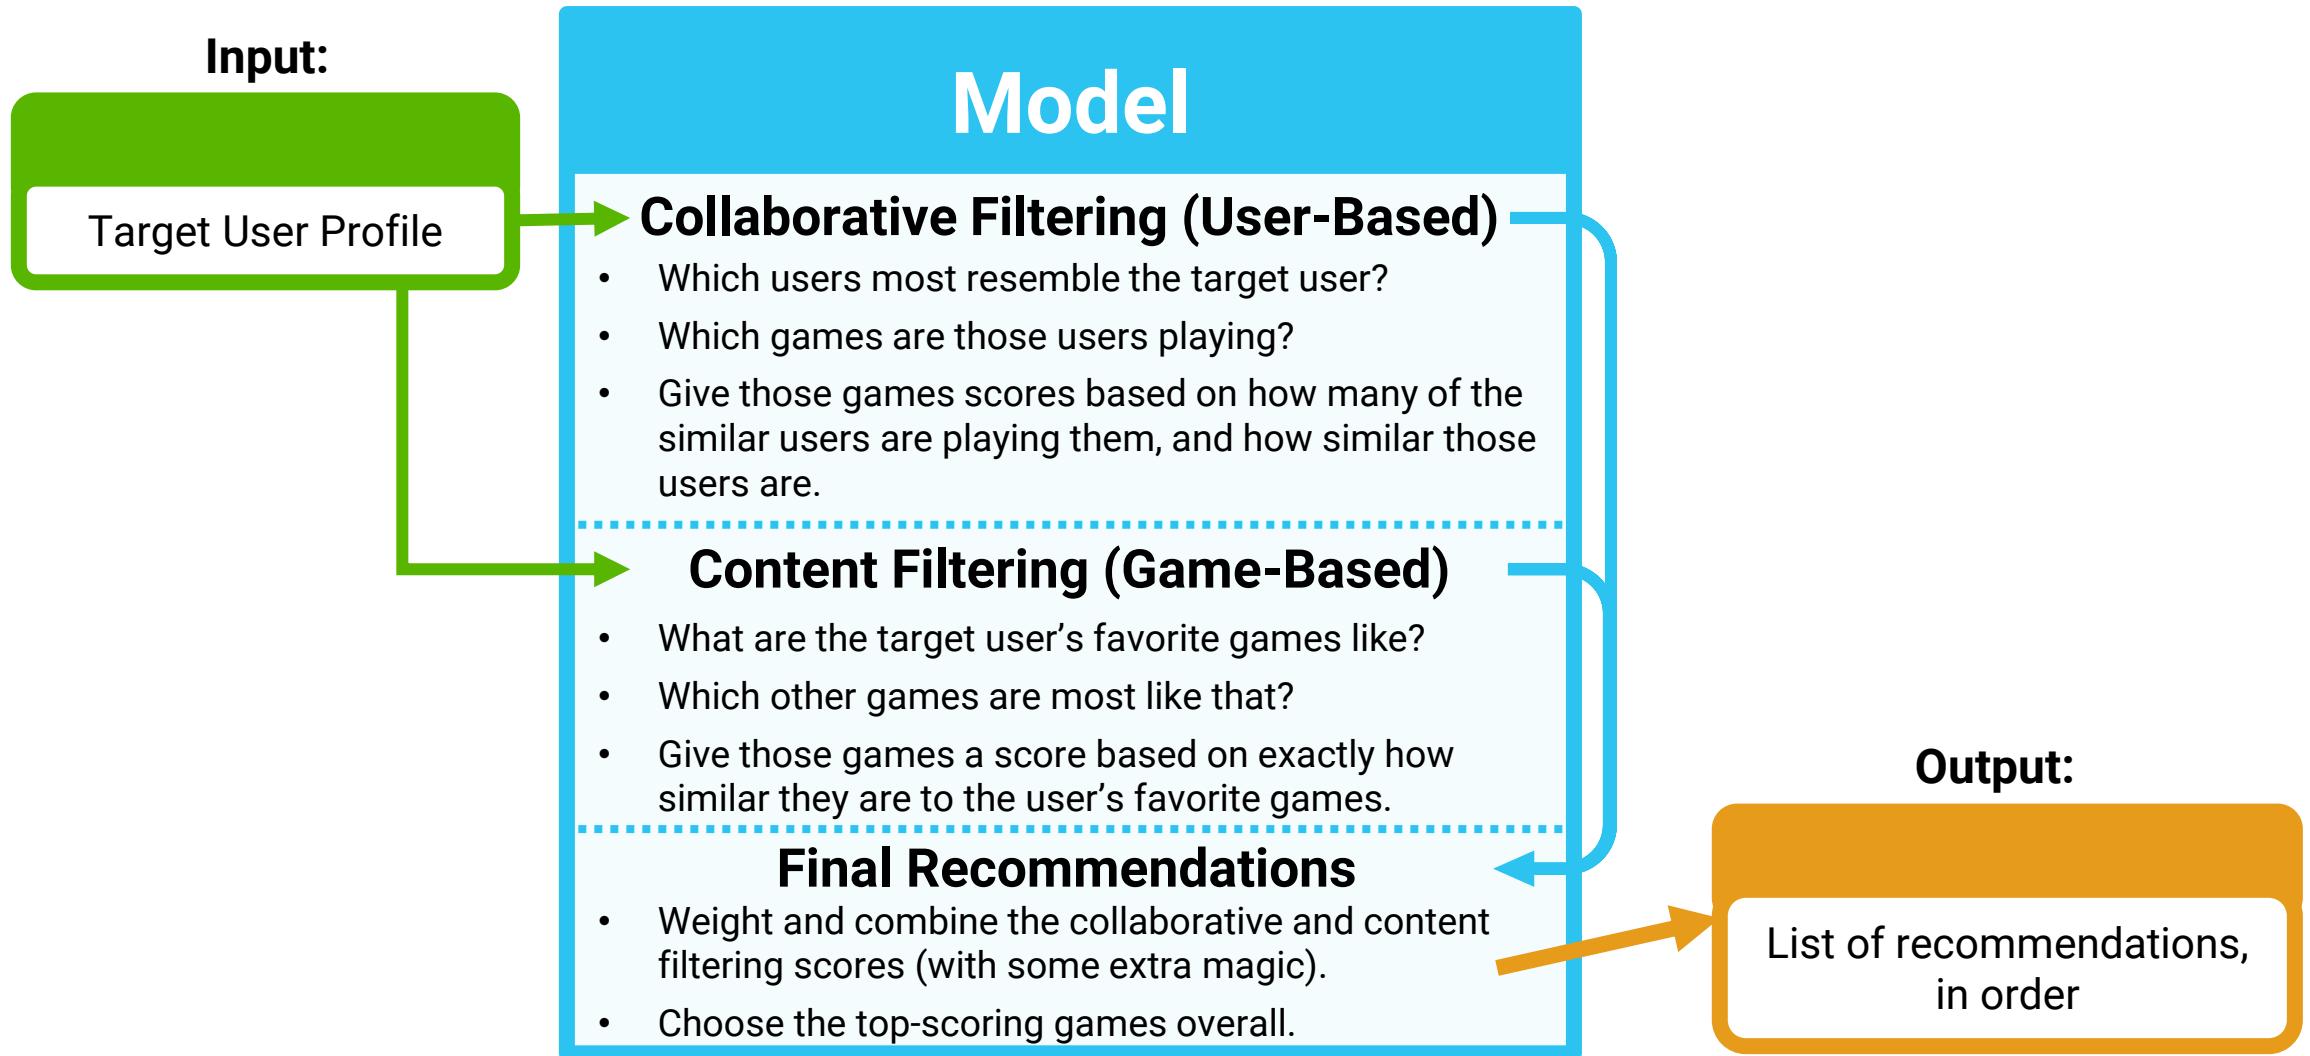 Input:
Target User Profile
Model
Collaborative Filtering (User-Based)
• Which users most resemble the target user?
• Which games are those users playing?
• Give those games scores based on how many of the
similar users are playing them, and how similar those
users are.
Content Filtering (Game-Based)
• What are the target user’s favorite games like?
• Which other games are most like that?
• Give those games a score based on exactly how
similar they are to the user’s favorite games.
Final Recommendations
• Weight and combine the collaborative and content
filtering scores (with some extra magic).
• Choose the top-scoring games overall.
Output:
List of recommendations,
in order